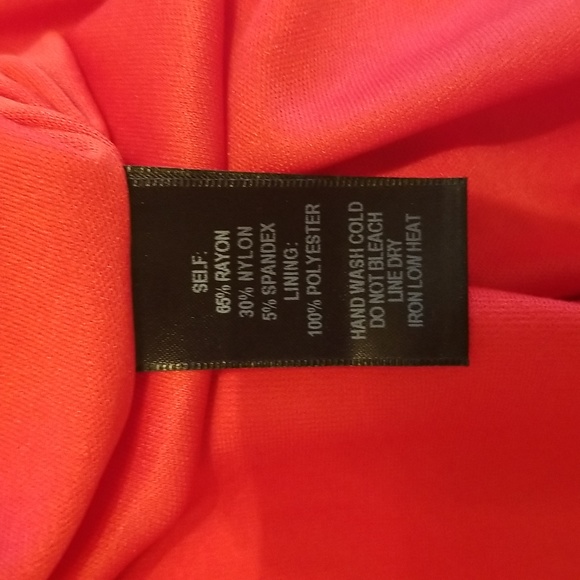 SELF:
65% RAYON
30% NYLON
5% SPANDEX
LINING:
100% POLYESTER
HAND WASH COLD
DO NOT BLEACH
LINE DRY
IRON LOW HEAT